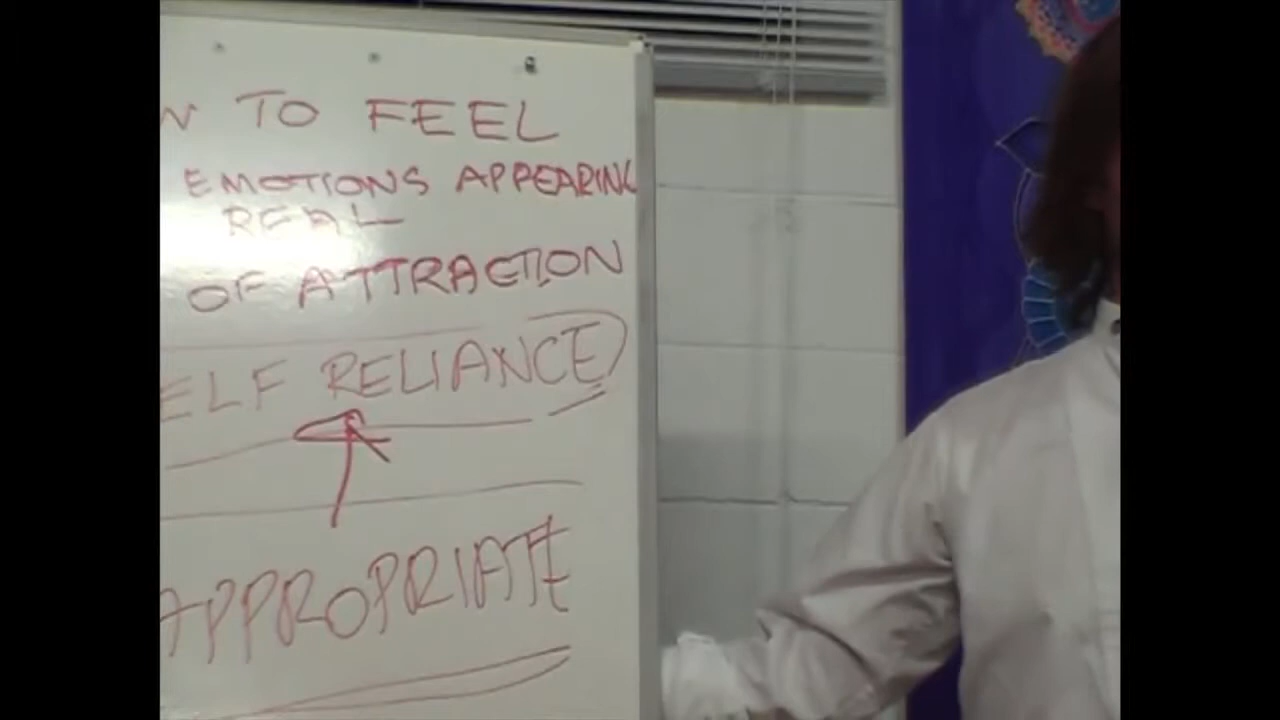 TO FEEL
EMOTIONS APPEARING
REAL
OF ATTRACTION
ELF RELIANCE
APPROPRIATE